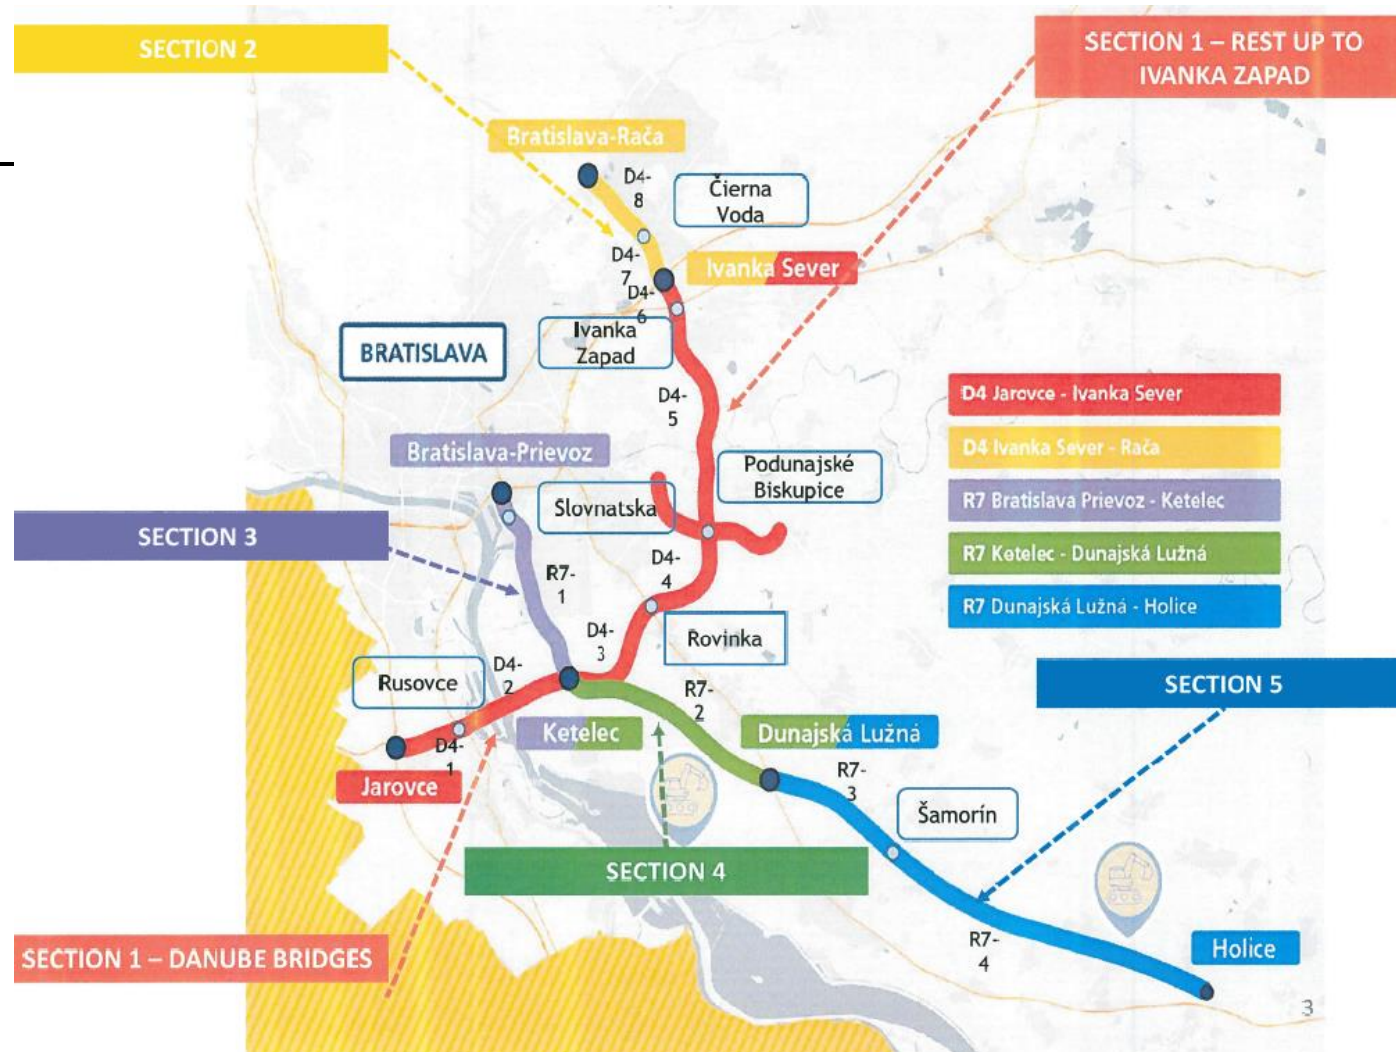 SECTION 2
SECTION 1 – REST UP TO
IVANKA ZAPAD
Bratislava-Rača
D4-
8
Čierna
Voda
D4-
7
Ivanka Sever
D4-
6
Ivanka
Zapad
BRATISLAVA
D4-
5
D4 Jarovce - Ivanka Sever
D4 Ivanka Sever - Rača
R7 Bratislava Prievoz - Ketelec
R7 Ketelec - Dunajská Lužná
R7 Dunajská Lužná - Holice
Bratislava-Prievoz
Podunajské
Biskupice
Slovnatska
SECTION 3
R7-
1
D4-
4
D4-
3
Rovinka
D4-
2
Rusovce
R7-
2
SECTION 5
Ketelec
Dunajská Lužná
D4-
1
Jarovce
R7-
3
Šamorín
SECTION 4
R7-
4
Holice
SECTION 1 – DANUBE BRIDGES
3